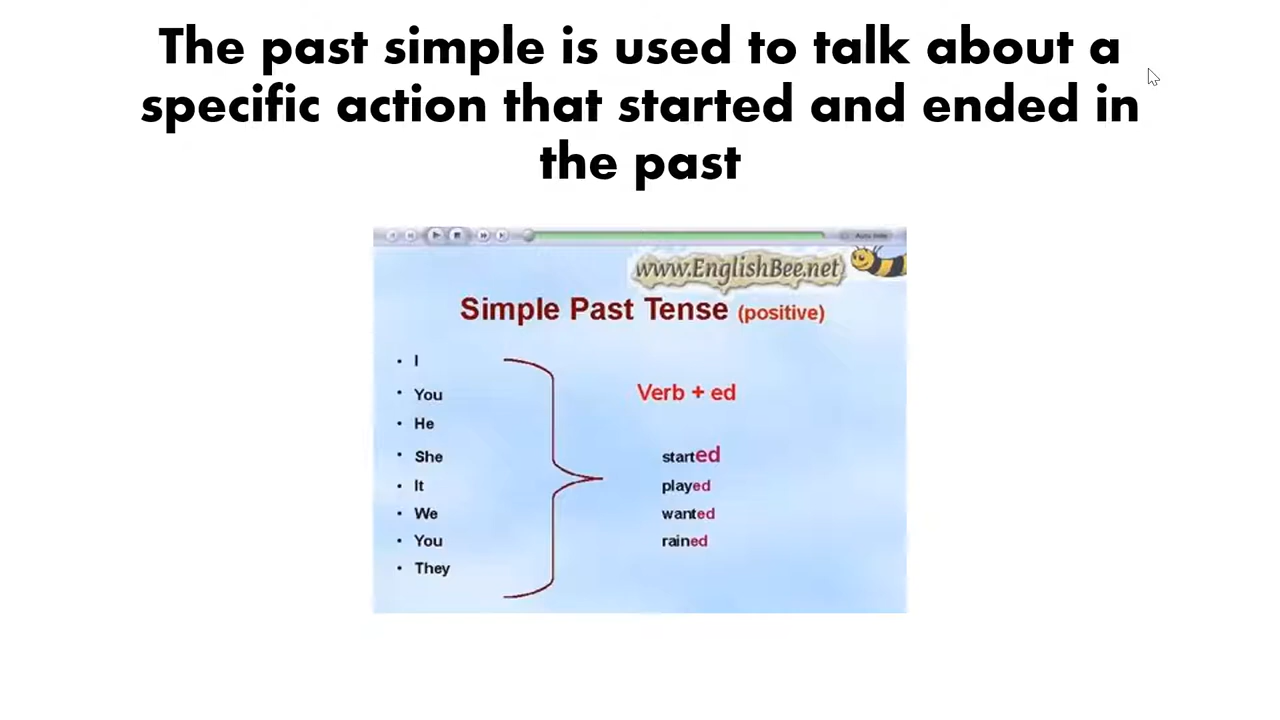 The past simple is used to talk about a
specific action that started and ended in
the past
www.EnglishBee.net
Simple Past Tense (positive)
• I
• You
• He
• She
• It
• We
• You
• They
Verb + ed
started
played
wanted
rained